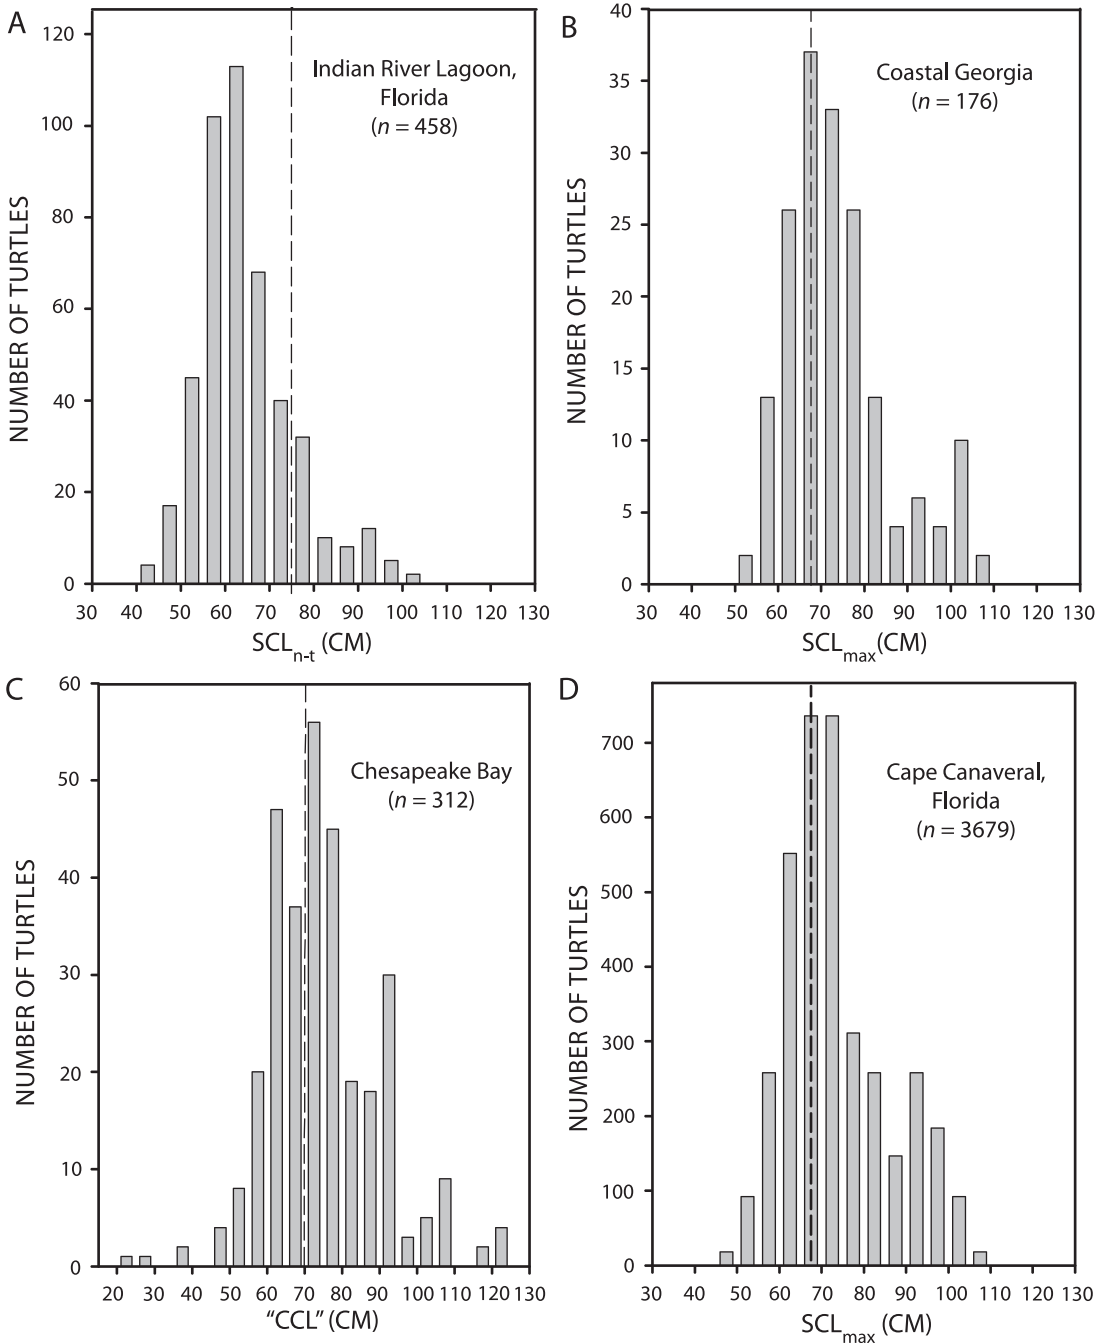 A
NUMBER OF TURTLES
120
100
80
60
40
20
0
Indian River Lagoon,
Florida
(n = 458)
30 40 50 60 70 80 90 100 110 120 130
SCLn-t (CM)
B
NUMBER OF TURTLES
40
35
30
25
20
15
10
5
0
Coastal Georgia
(n = 176)
30 40 50 60 70 80 90 100 110 120 130
SCLmax(CM)
C
NUMBER OF TURTLES
60
50
40
30
20
10
0
Chesapeake Bay
(n = 312)
20 30 40 50 60 70 80 90 100 110 120 130
“CCL” (CM)
D
NUMBER OF TURTLES
700
500
400
300
200
100
0
Cape Canaveral,
Florida
(n = 3679)
30 40 50 60 70 80 90 100 110 120 130
SCLmax (CM)